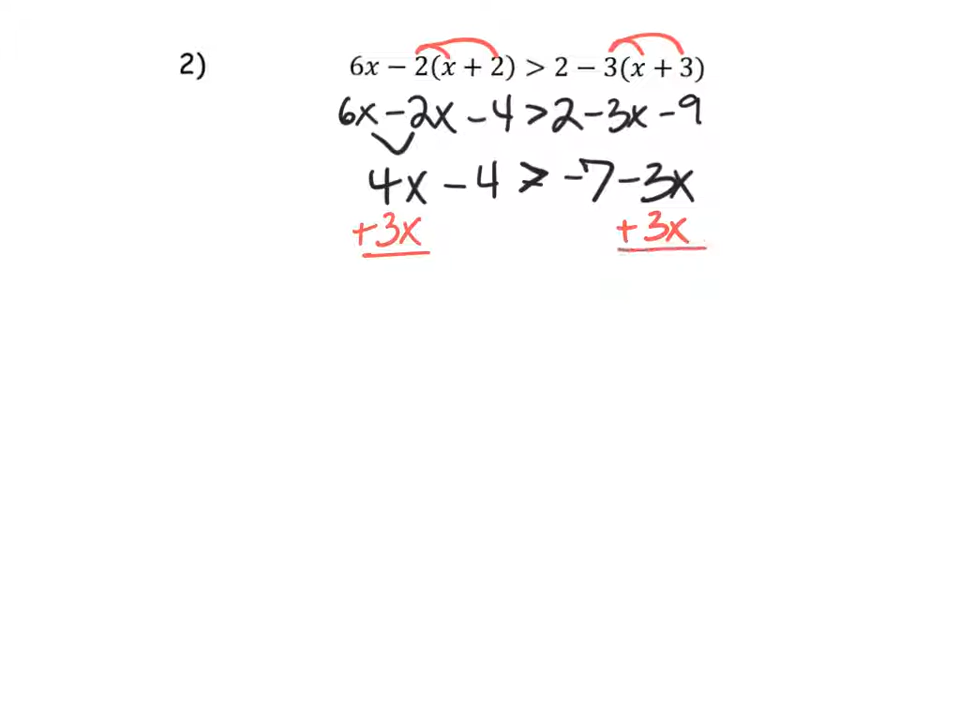 2) 6x − 2(x + 2) > 2 − 3(x + 3)
6x - 2x - 4 > 2 - 3x - 9
4x - 4 > -7 - 3x
+3x +3x